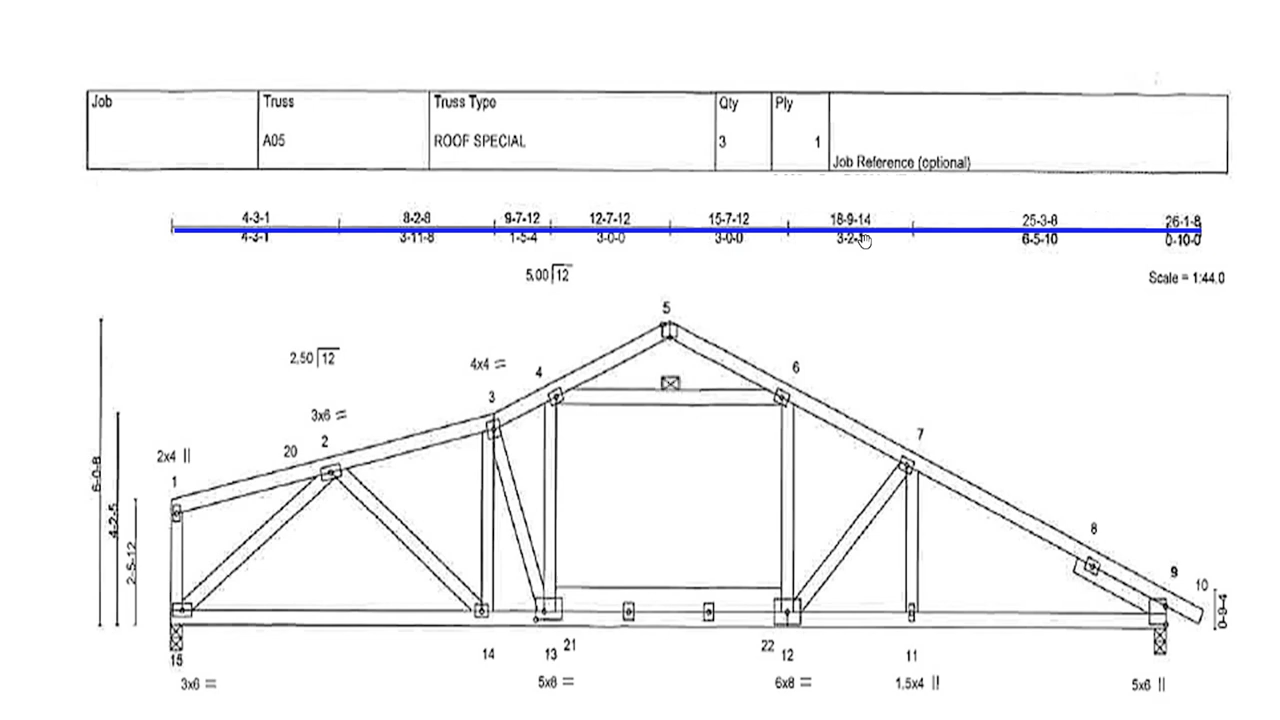 Job Truss Truss Type Qty Ply
A05 ROOF SPECIAL 3 1
Job Reference (optional)
4-3-1 8-2-8 9-7-12 12-7-12 15-7-12 18-9-14 25-3-8 26-1-8
4-3-1 3-11-8 1-5-4 3-0-0 3-0-0 6-5-10 0-10-0
5.00 12
Scale = 1:44.0
5
2.50 12
4x4 =
4
6
3
3x6 =
2
20
7
2x4 ||
1
6-0-8
4-2-5
2-5-12
8
9
10
0-9-4
15 14 13 21 22 12 11
3x6 = 5x8 = 6x8 = 1.5x4 || 5x6 ||